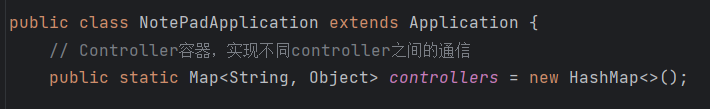 public class NotePadApplication extends Application {
// Controller容器，实现不同controller之间的通信
public static Map<String, Object> controllers = new HashMap<>();